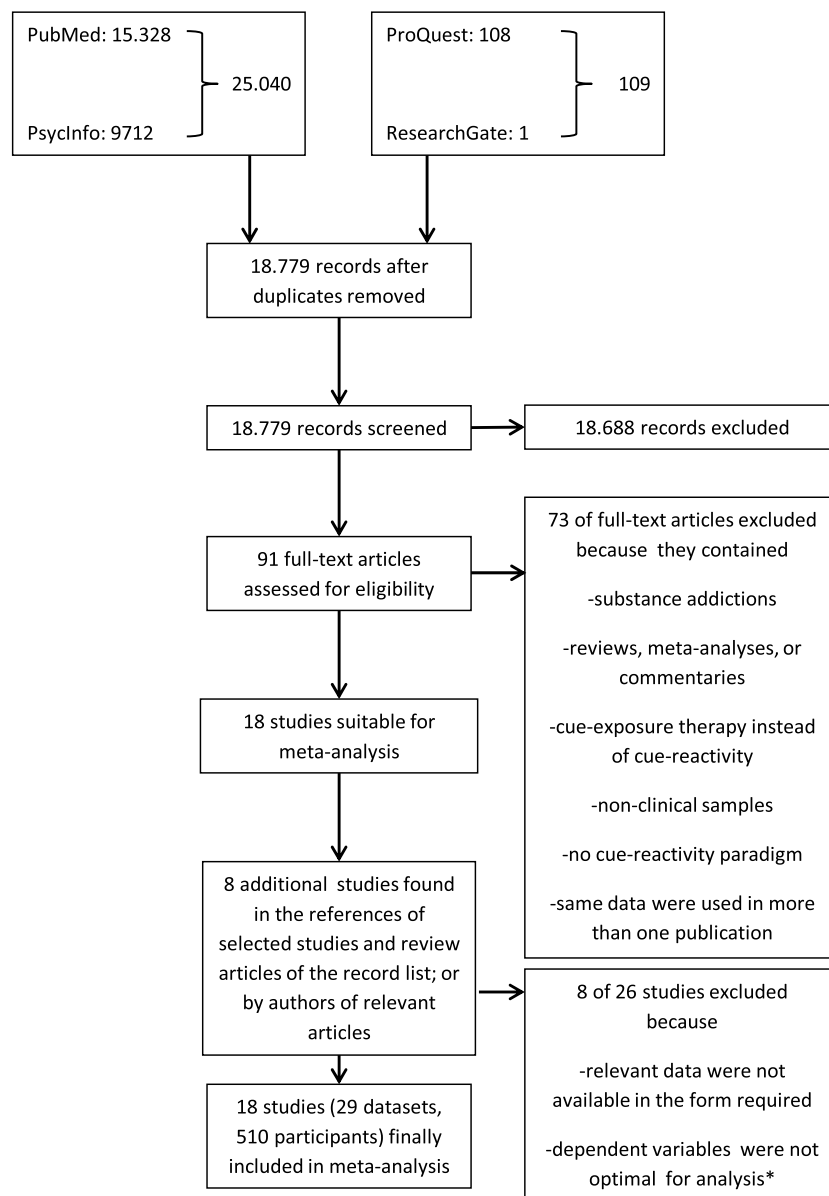 PubMed: 15.328
25.040
PsycInfo: 9712
ProQuest: 108
109
ResearchGate: 1
18.779 records after
duplicates removed
18.779 records screened
18.688 records excluded
91 full-text articles
assessed for eligibility
73 of full-text articles excluded
because they contained
-substance addictions
-reviews, meta-analyses, or
commentaries
-cue-exposure therapy instead
of cue-reactivity
-non-clinical samples
-no cue-reactivity paradigm
-same data were used in more
than one publication
18 studies suitable for
meta-analysis
8 additional studies found
in the references of
selected studies and review
articles of the record list; or
by authors of relevant
articles
8 of 26 studies excluded
because
-relevant data were not
available in the form required
-dependent variables were not
optimal for analysis*
18 studies (29 datasets,
510 participants) finally
included in meta-analysis